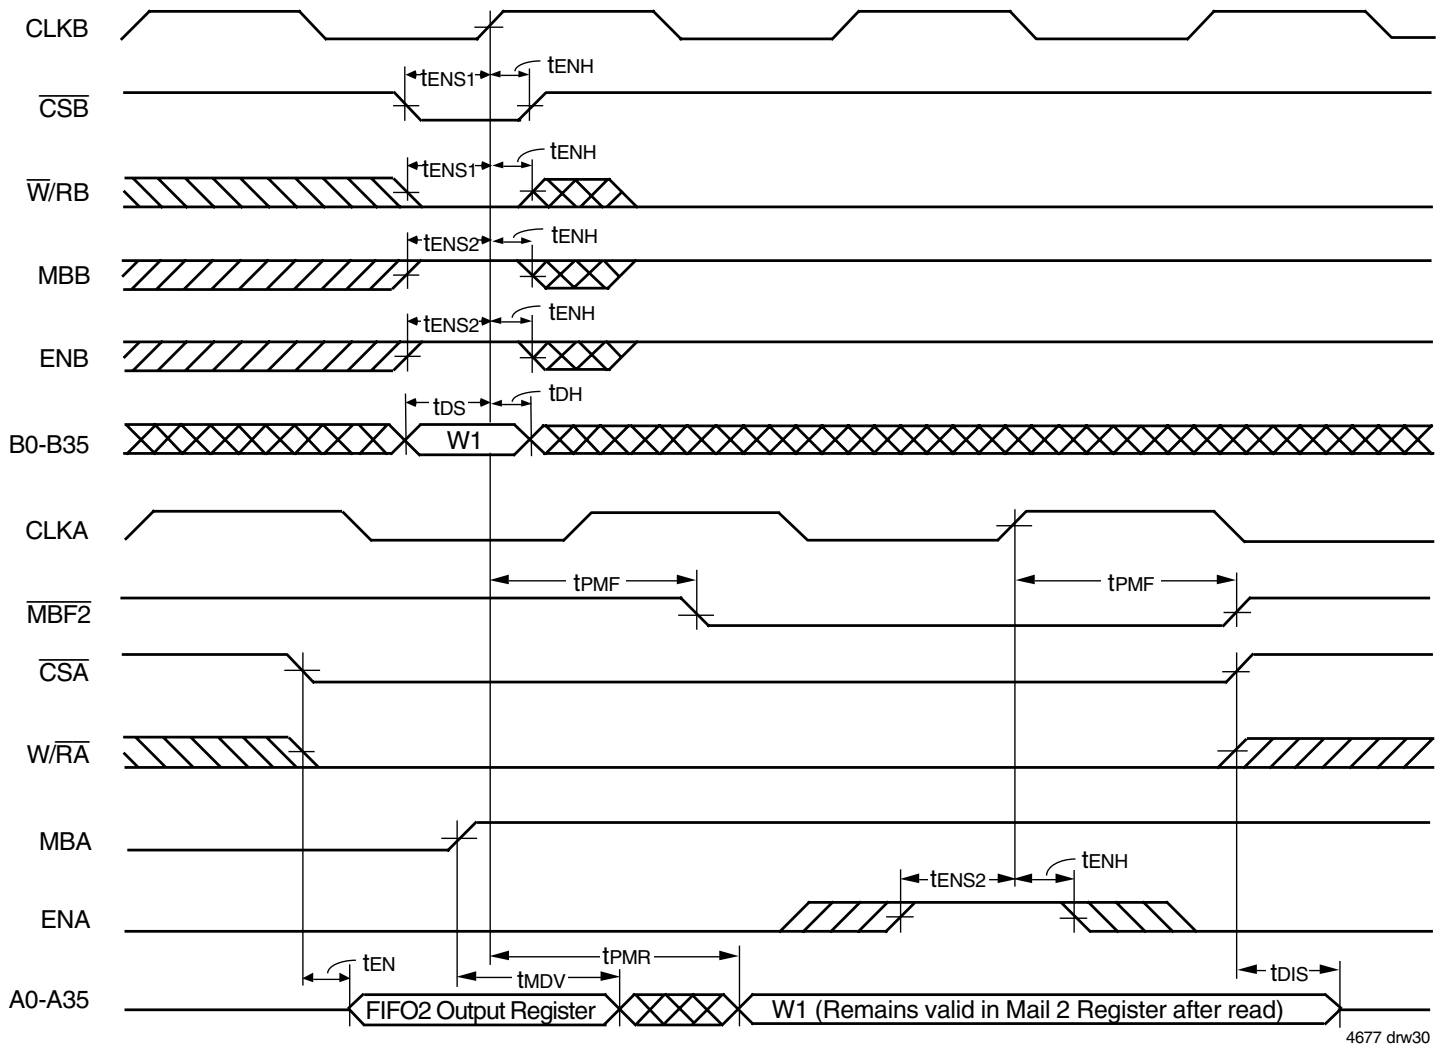 CLKB
tENS1
tENH
CSB
tENS1
tENH
W/RB
tENS2
tENH
MBB
tENS2
tENH
ENB
tDS
tDH
B0-B35
W1
CLKA
tPMF
tPMF
MBF2
CSA
W/RA
MBA
tENS2
tENH
ENA
tEN
tPMR
tMDV
tDIS
A0-A35
FIFO2 Output Register
W1 (Remains valid in Mail 2 Register after read)
4677 drw30